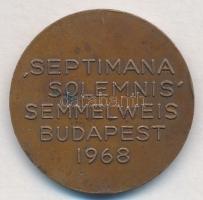 ‚SEPTIMANA
SOLEMNIS’
SEMMELWEIS
BUDAPEST
1968